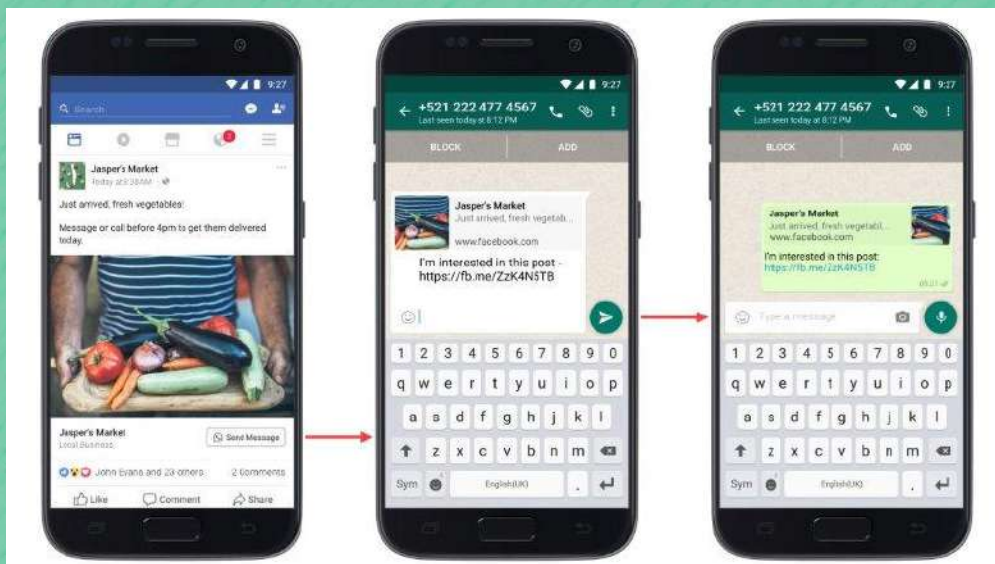 9:27
Search
Jasper's Market
Today at 8:38AM
Just arrived, fresh vegetables!
Message or call before 4pm to get them delivered
today.
Jasper's Market
Local Business
Send Message
John Evans and 23 others
2 Comments
Like
Comment
Share
9:27
+521 222 477 4567
Last seen today at 8:12 PM
BLOCK
ADD
Jasper's Market
Just arrived, fresh vegetab...
www.facebook.com
I'm interested in this post -
https://fb.me/ZzK4N5TB
1 2 3 4 5 6 7 8 9 0
q w e r t y u i o p
a s d f g h j k l
z x c v b n m
Sym
English(UK)
.
9:27
+521 222 477 4567
Last seen today at 8:12 PM
BLOCK
ADD
Jasper's Market
Just arrived, fresh vegetabl...
www.facebook.com
I'm interested in this post:
https://fb.me/ZzK4N5TB
Type a message
1 2 3 4 5 6 7 8 9 0
q w e r t y u i o p
a s d f g h j k l
z x c v b n m
Sym
English(UK)
.